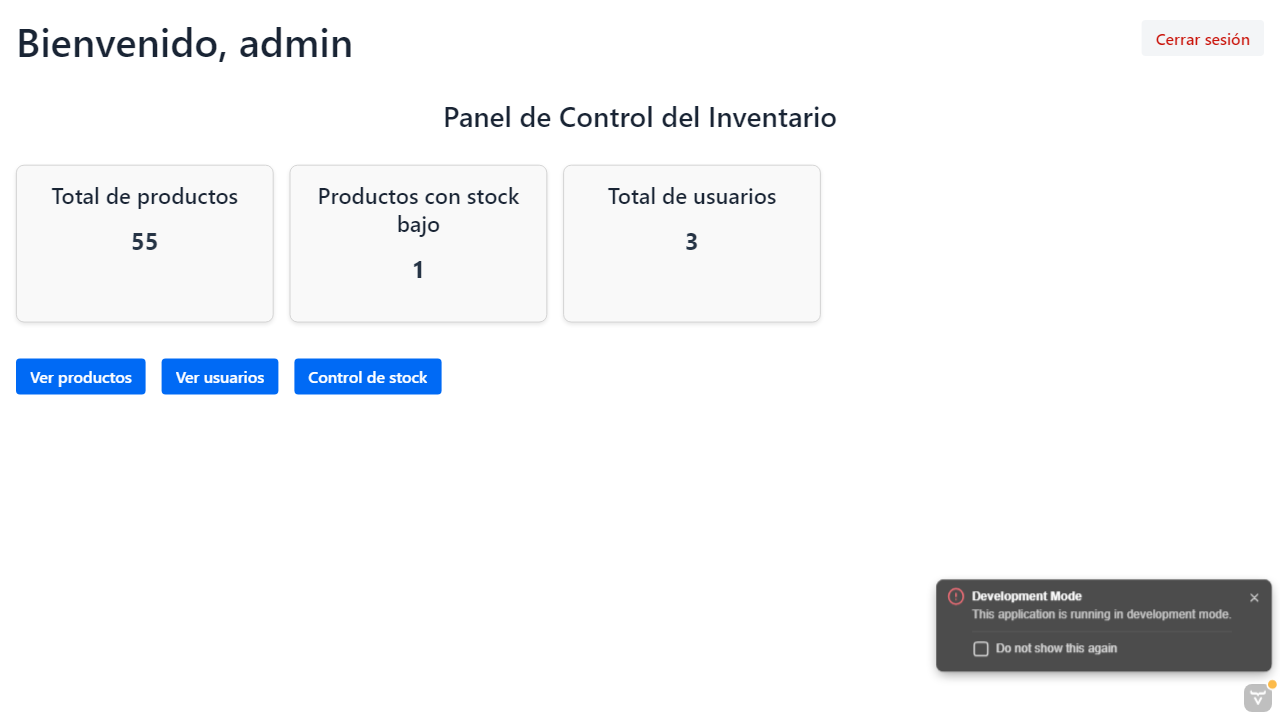 Bienvenido, admin
Cerrar sesión
Panel de Control del Inventario
Total de productos
55
Productos con stock
bajo
1
Total de usuarios
3
Ver productos
Ver usuarios
Control de stock
Development Mode
This application is running in development mode.
Do not show this again